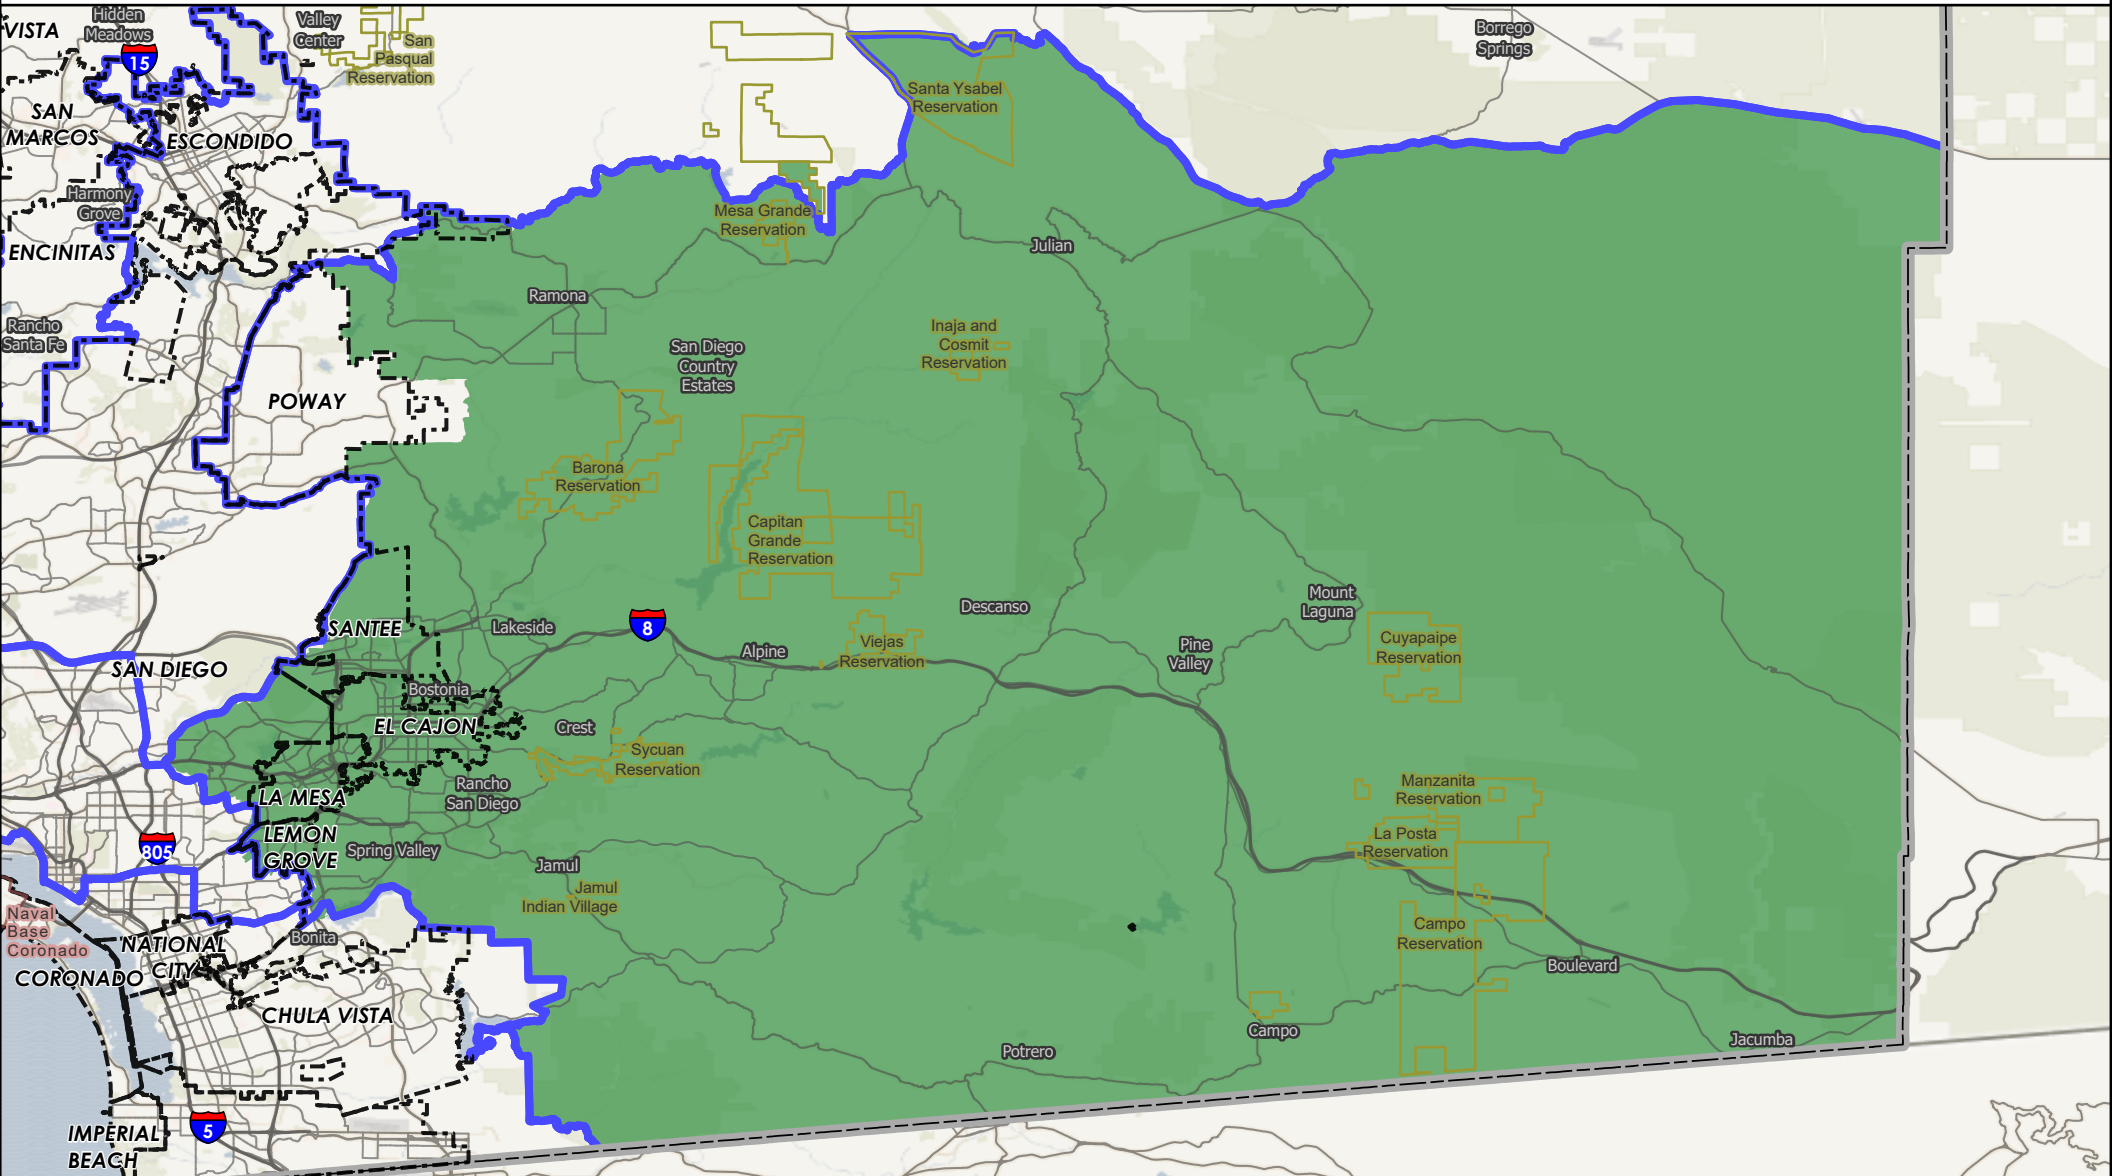 Hidden
Meadows
Valley
Center
San
Pasqual
Reservation
Borrego
Springs
VISTA
15
SAN
MARCOS
ESCONDIDO
Santa Ysabel
Reservation
Harmony
Grove
Mesa Grande
Reservation
ENCINITAS
Julian
Ramona
Rancho
Santa Fe
San Diego
Country
Estates
Inaja and
Cosmit
Reservation
POWAY
Barona
Reservation
Capitan
Grande
Reservation
SANTEE
Lakeside
8
Descanso
Mount
Laguna
Alpine
Viejas
Reservation
Pine
Valley
Cuyapaipe
Reservation
SAN DIEGO
Bostonia
EL CAJON
Crest
Sycuan
Reservation
Rancho
San Diego
LA MESA
Manzanita
Reservation
LEMON
GROVE
805
Spring Valley
La Posta
Reservation
Jamul
Jamul
Indian Village
Naval
Base
Coronado
NATIONAL
CITY
Bonita
Campo
Reservation
CORONADO
Boulevard
CHULA VISTA
Campo
Potrero
Jacumba
IMPERIAL
BEACH
5